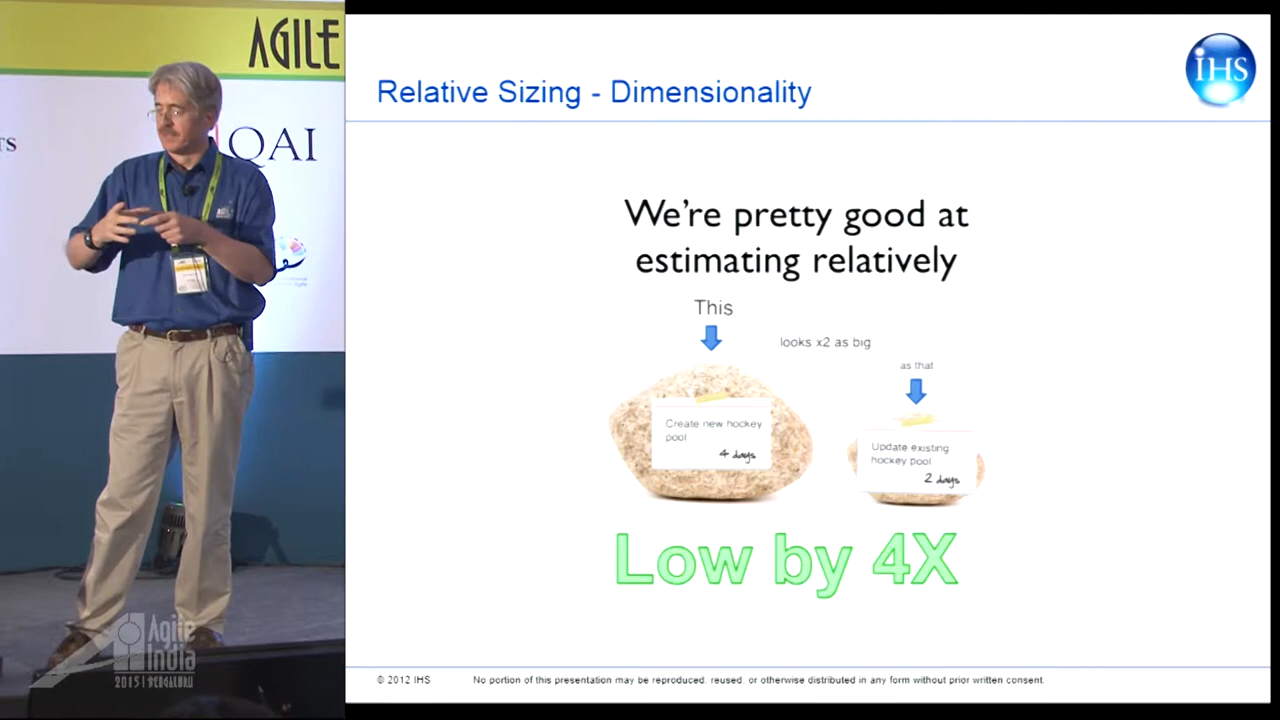 AGILE
TS
QAI
Agile
India
2015 | BENGALURU
iHS
Relative Sizing - Dimensionality
We're pretty good at
estimating relatively
This
looks x2 as big
as that
Create new hockey
pool
4 days
Update existing
hockey pool
2 days
Low by 4X
© 2012 IHS
No portion of this presentation may be reproduced, reused, or otherwise distributed in any form without prior written consent.